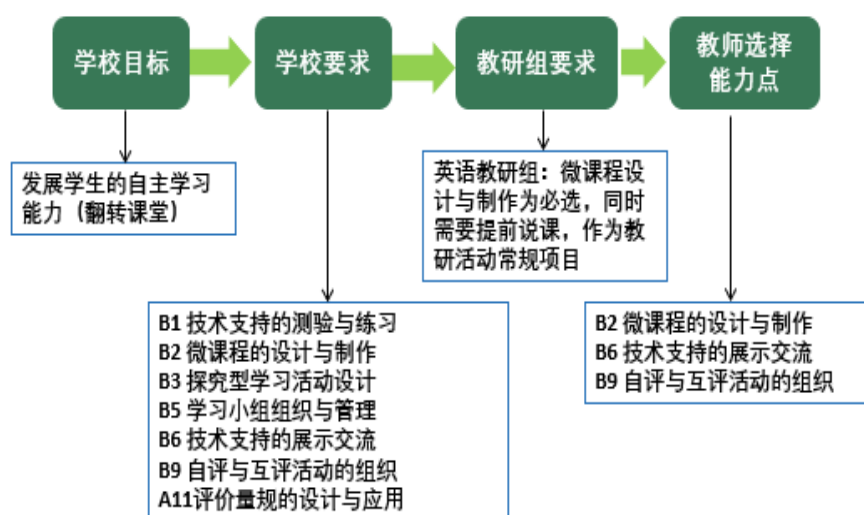 学校目标
学校要求
教研组要求
教师选择
能力点
发展学生的自主学习
能力（翻转课堂）
英语教研组：微课程设
计与制作为必选，同时
需要提前说课，作为教
研活动常规项目
B1 技术支持的测验与练习
B2 微课程的设计与制作
B3 探究型学习活动设计
B5 学习小组组织与管理
B6 技术支持的展示交流
B9 自评与互评活动的组织
A11评价量规的设计与应用
B2 微课程的设计与制作
B6 技术支持的展示交流
B9 自评与互评活动的组织